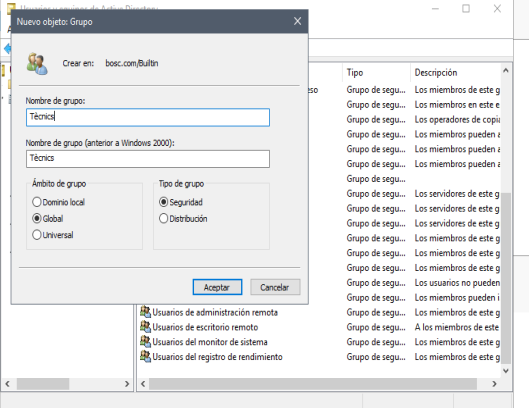 Usuarios y equipos de Active Directory
Nuevo objeto: Grupo
Crear en: bosc.com/Builtin
Nombre de grupo:
Tècnics
Nombre de grupo (anterior a Windows 2000):
Tècnics
Ámbito de grupo
Dominio local
Global
Universal
Tipo de grupo
Seguridad
Distribución
Aceptar
Cancelar
Tipo Descripción
Grupo de segu... Los miembros de este g
Grupo de segu... Los miembros en este e
Grupo de segu... Los operadores de copia
Grupo de segu... Los miembros pueden a
Grupo de segu... Los miembros pueden a
Grupo de segu... Los miembros pueden a
Grupo de segu...
Grupo de segu... Los servidores de este g
Grupo de segu... Los servidores de este g
Grupo de segu... Los servidores de este g
Grupo de segu... Los miembros de este g
Grupo de segu... Los miembros de este g
Grupo de segu... Los miembros de este g
Grupo de segu... Los usuarios no pueden
Grupo de segu... Los miembros pueden i
Usuarios de administración remota Grupo de segu... Los miembros de este g
Usuarios de escritorio remoto Grupo de segu... A los miembros de este
Usuarios del monitor de sistema Grupo de segu... Los miembros de este g
Usuarios del registro de rendimiento Grupo de segu... Los miembros de este g